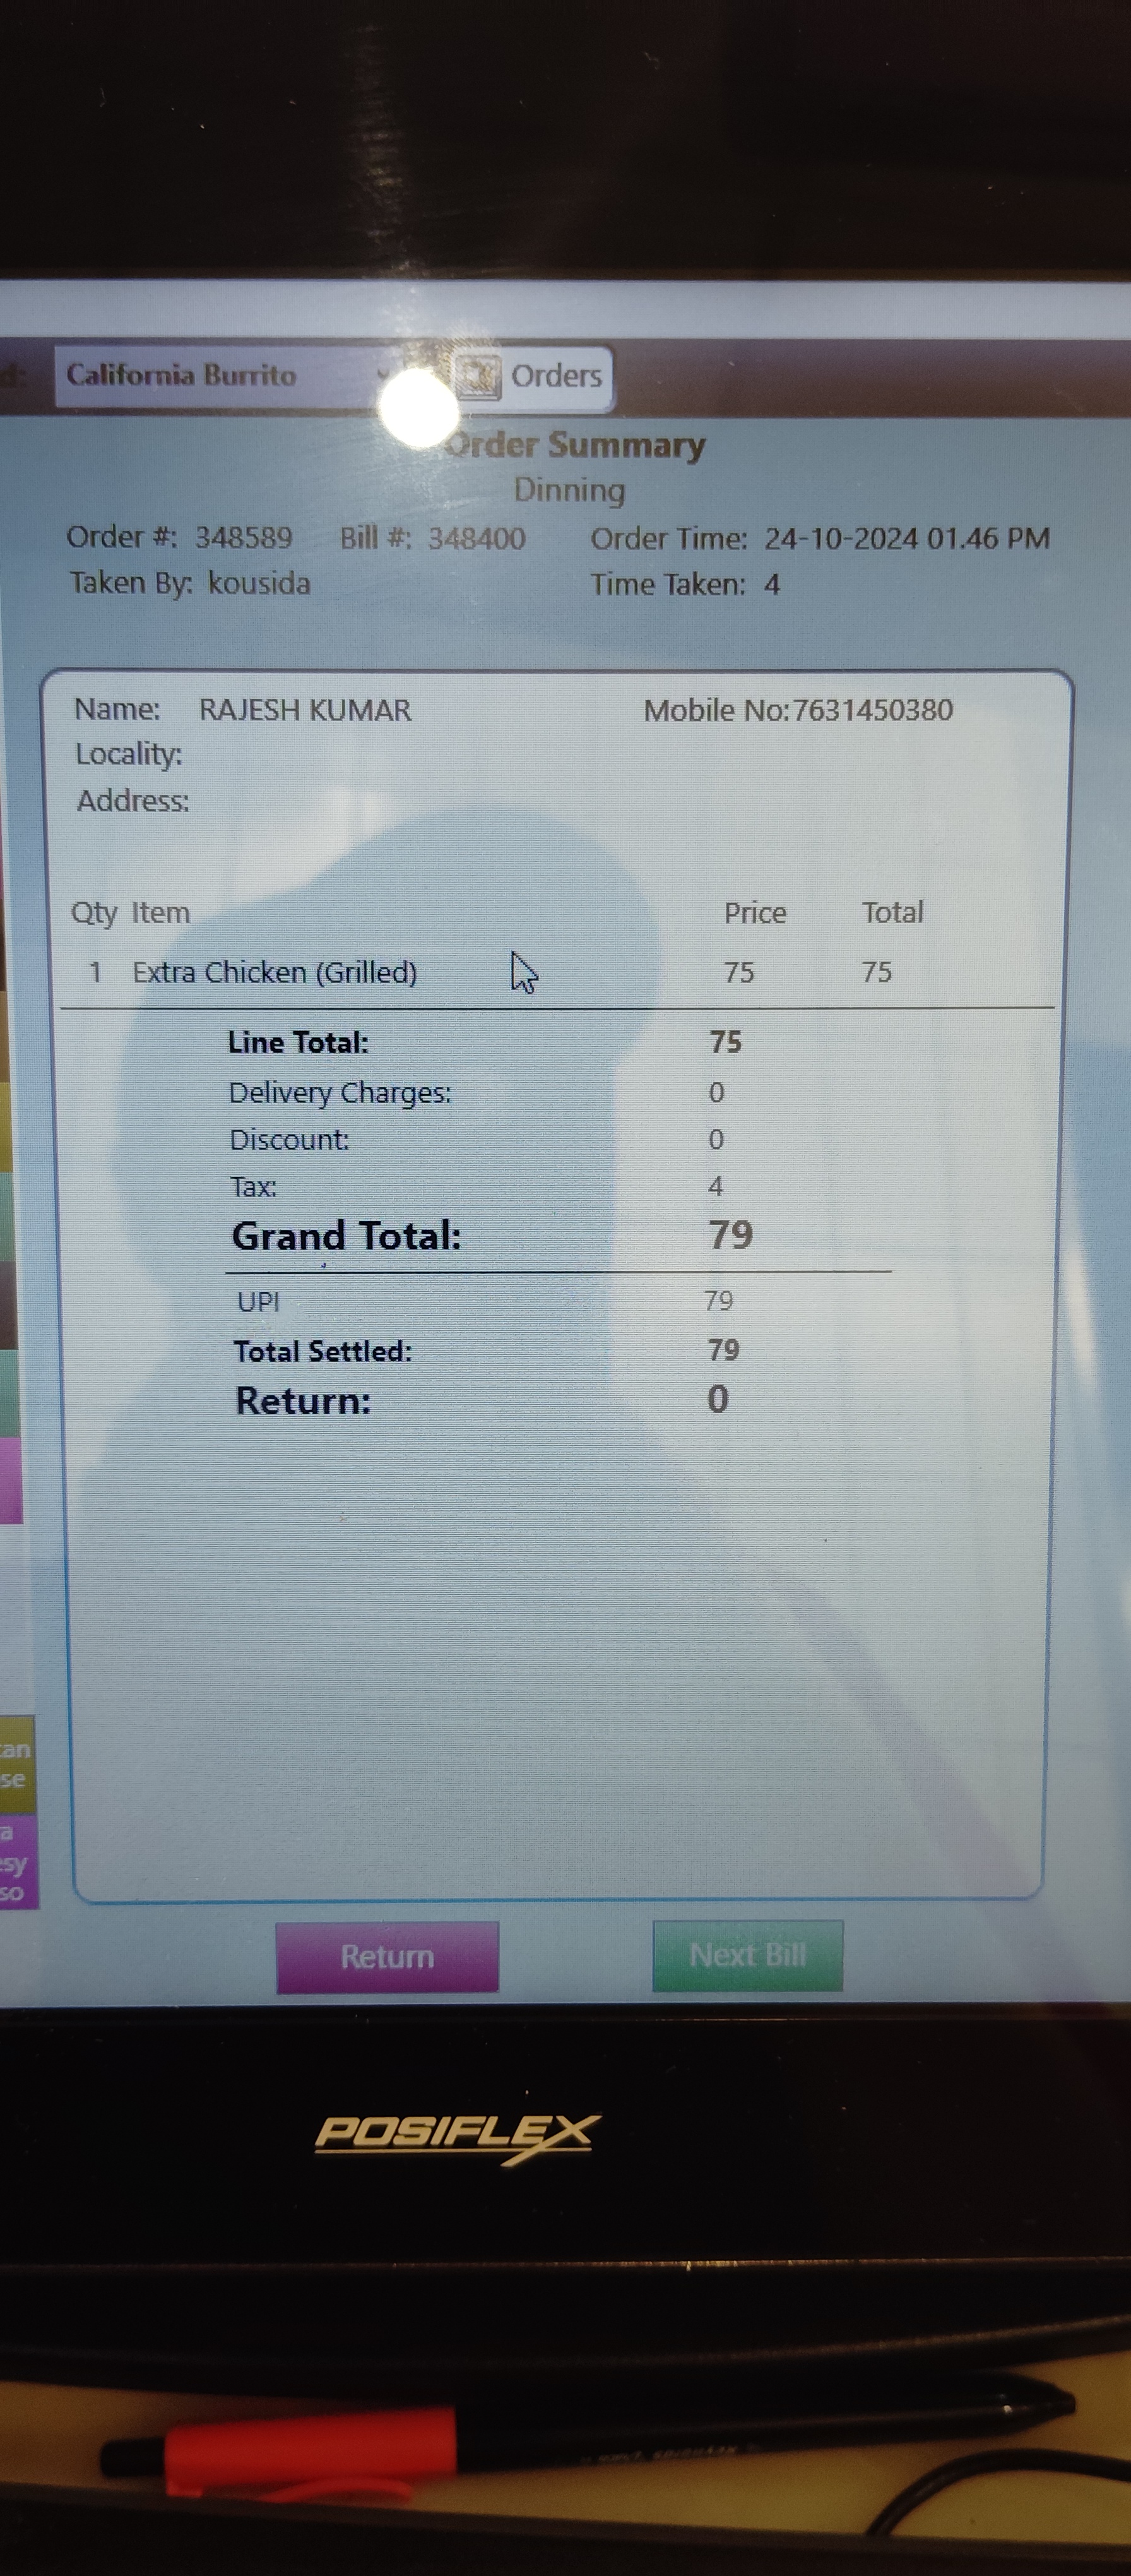 d: California Burrito Orders
Order Summary
Dinning
Order #: 348589 Bill #: 348400 Order Time: 24-10-2024 01.46 PM
Taken By: kousida Time Taken: 4
Name: RAJESH KUMAR Mobile No:7631450380
Locality:
Address:
Qty Item Price Total
1 Extra Chicken (Grilled) 75 75
Line Total: 75
Delivery Charges: 0
Discount: 0
Tax: 4
Grand Total: 79
UPI 79
Total Settled: 79
Return: 0
an
se
a
sy
so
Return Next Bill
POSIFLEX